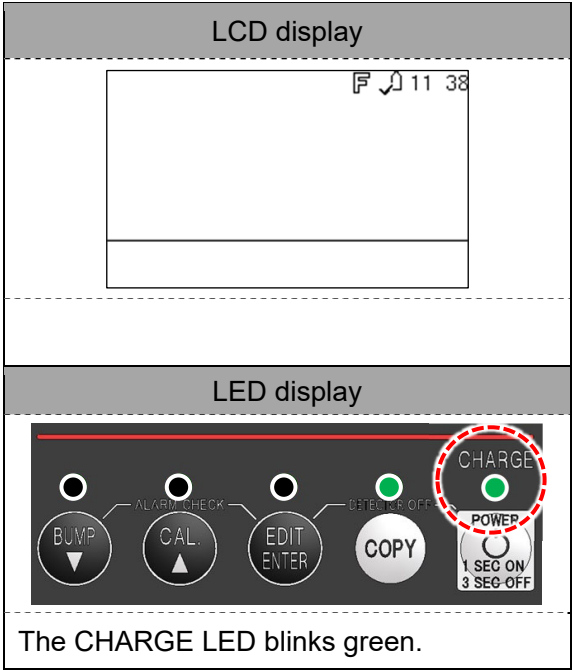 LCD display
F 11 38
LED display
CHARGE
ALARM CHECK
DETECTOR OFF
BUMP
CAL.
EDIT
ENTER
COPY
POWER
1 SEC ON
3 SEC OFF
The CHARGE LED blinks green.